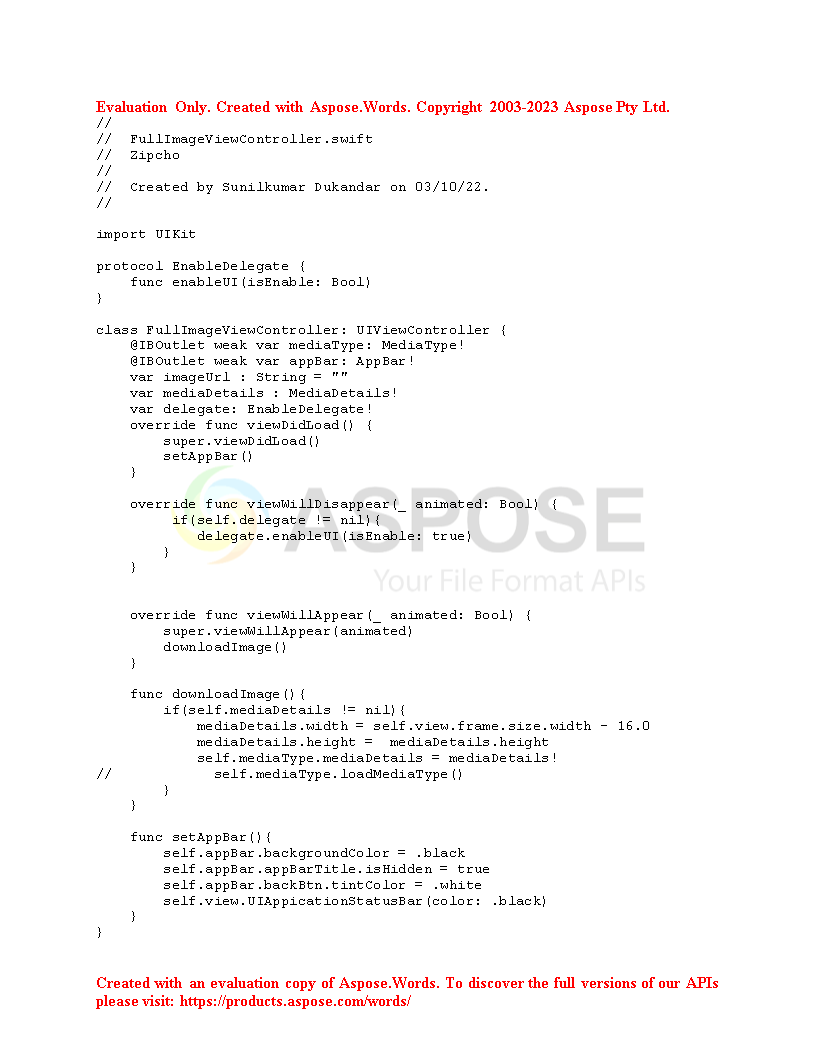 Evaluation Only. Created with Aspose.Words. Copyright 2003-2023 Aspose Pty Ltd.
//
//  FullImageViewController.swift
//  Zipcho
//
//  Created by Sunilkumar Dukandar on 03/10/22.
//
import UIKit
protocol EnableDelegate {
    func enableUI(isEnable: Bool)
}
class FullImageViewController: UIViewController {
    @IBOutlet weak var mediaType: MediaType!
    @IBOutlet weak var appBar: AppBar!
    var imageUrl : String = ""
    var mediaDetails : MediaDetails!
    var delegate: EnableDelegate!
    override func viewDidLoad() {
        super.viewDidLoad()
        setAppBar()
    }
    override func viewWillDisappear(_ animated: Bool) {
         if(self.delegate != nil){
            delegate.enableUI(isEnable: true)
        }
    }
ASPOSE
Your File Format APIs
    override func viewWillAppear(_ animated: Bool) {
        super.viewWillAppear(animated)
        downloadImage()
    }
    func downloadImage(){
        if(self.mediaDetails != nil){
            mediaDetails.width = self.view.frame.size.width - 16.0
            mediaDetails.height =  mediaDetails.height
            self.mediaType.mediaDetails = mediaDetails!
//            self.mediaType.loadMediaType()
        }
    }
    func setAppBar(){
        self.appBar.backgroundColor = .black
        self.appBar.appBarTitle.isHidden = true
        self.appBar.backBtn.tintColor = .white
        self.view.UIAppicationStatusBar(color: .black)
    }
}
Created with an evaluation copy of Aspose.Words. To discover the full versions of our APIs
please visit: https://products.aspose.com/words/